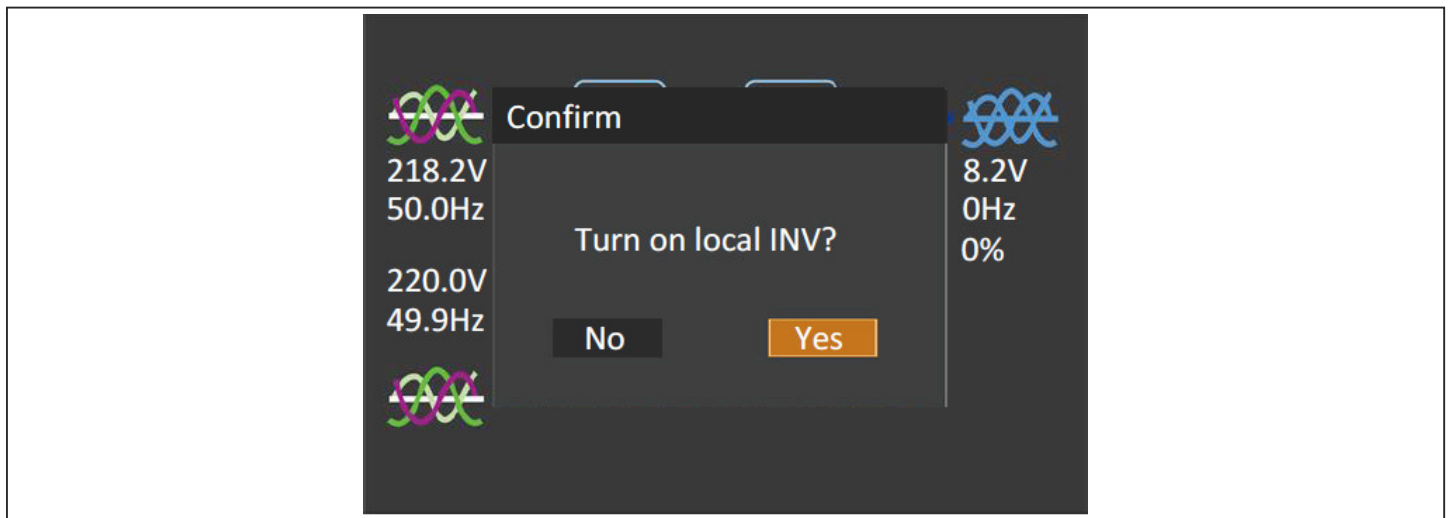 Confirm
218.2V
50.0Hz
8.2V
0Hz
0%
Turn on local INV?
220.0V
49.9Hz
No
Yes